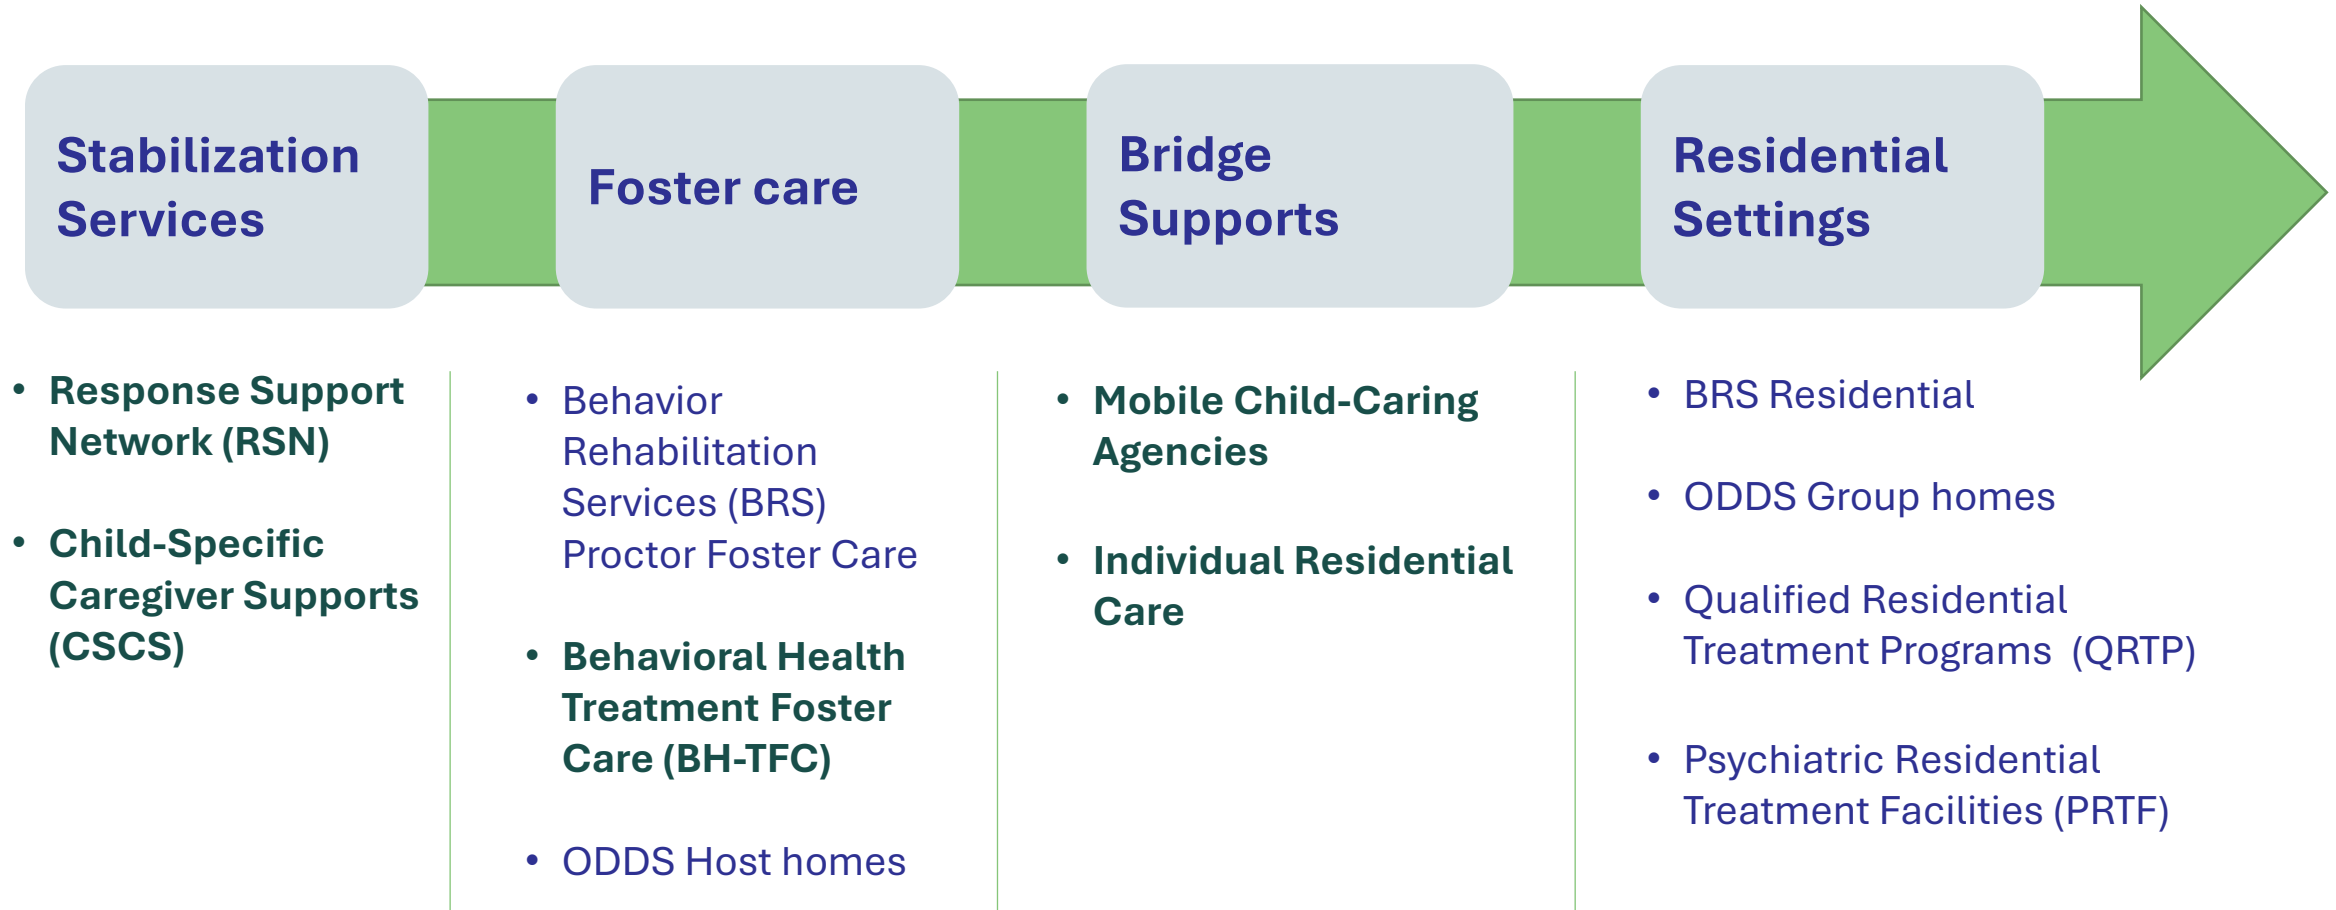 Stabilization
Services
Foster care
Bridge
Supports
Residential
Settings
• Response Support
Network (RSN)
• Child-Specific
Caregiver Supports
(CSCS)
• Behavior
Rehabilitation
Services (BRS)
Proctor Foster Care
• Behavioral Health
Treatment Foster
Care (BH-TFC)
• ODDS Host homes
• Mobile Child-Caring
Agencies
• Individual Residential
Care
• BRS Residential
• ODDS Group homes
• Qualified Residential
Treatment Programs  (QRTP)
• Psychiatric Residential
Treatment Facilities (PRTF)